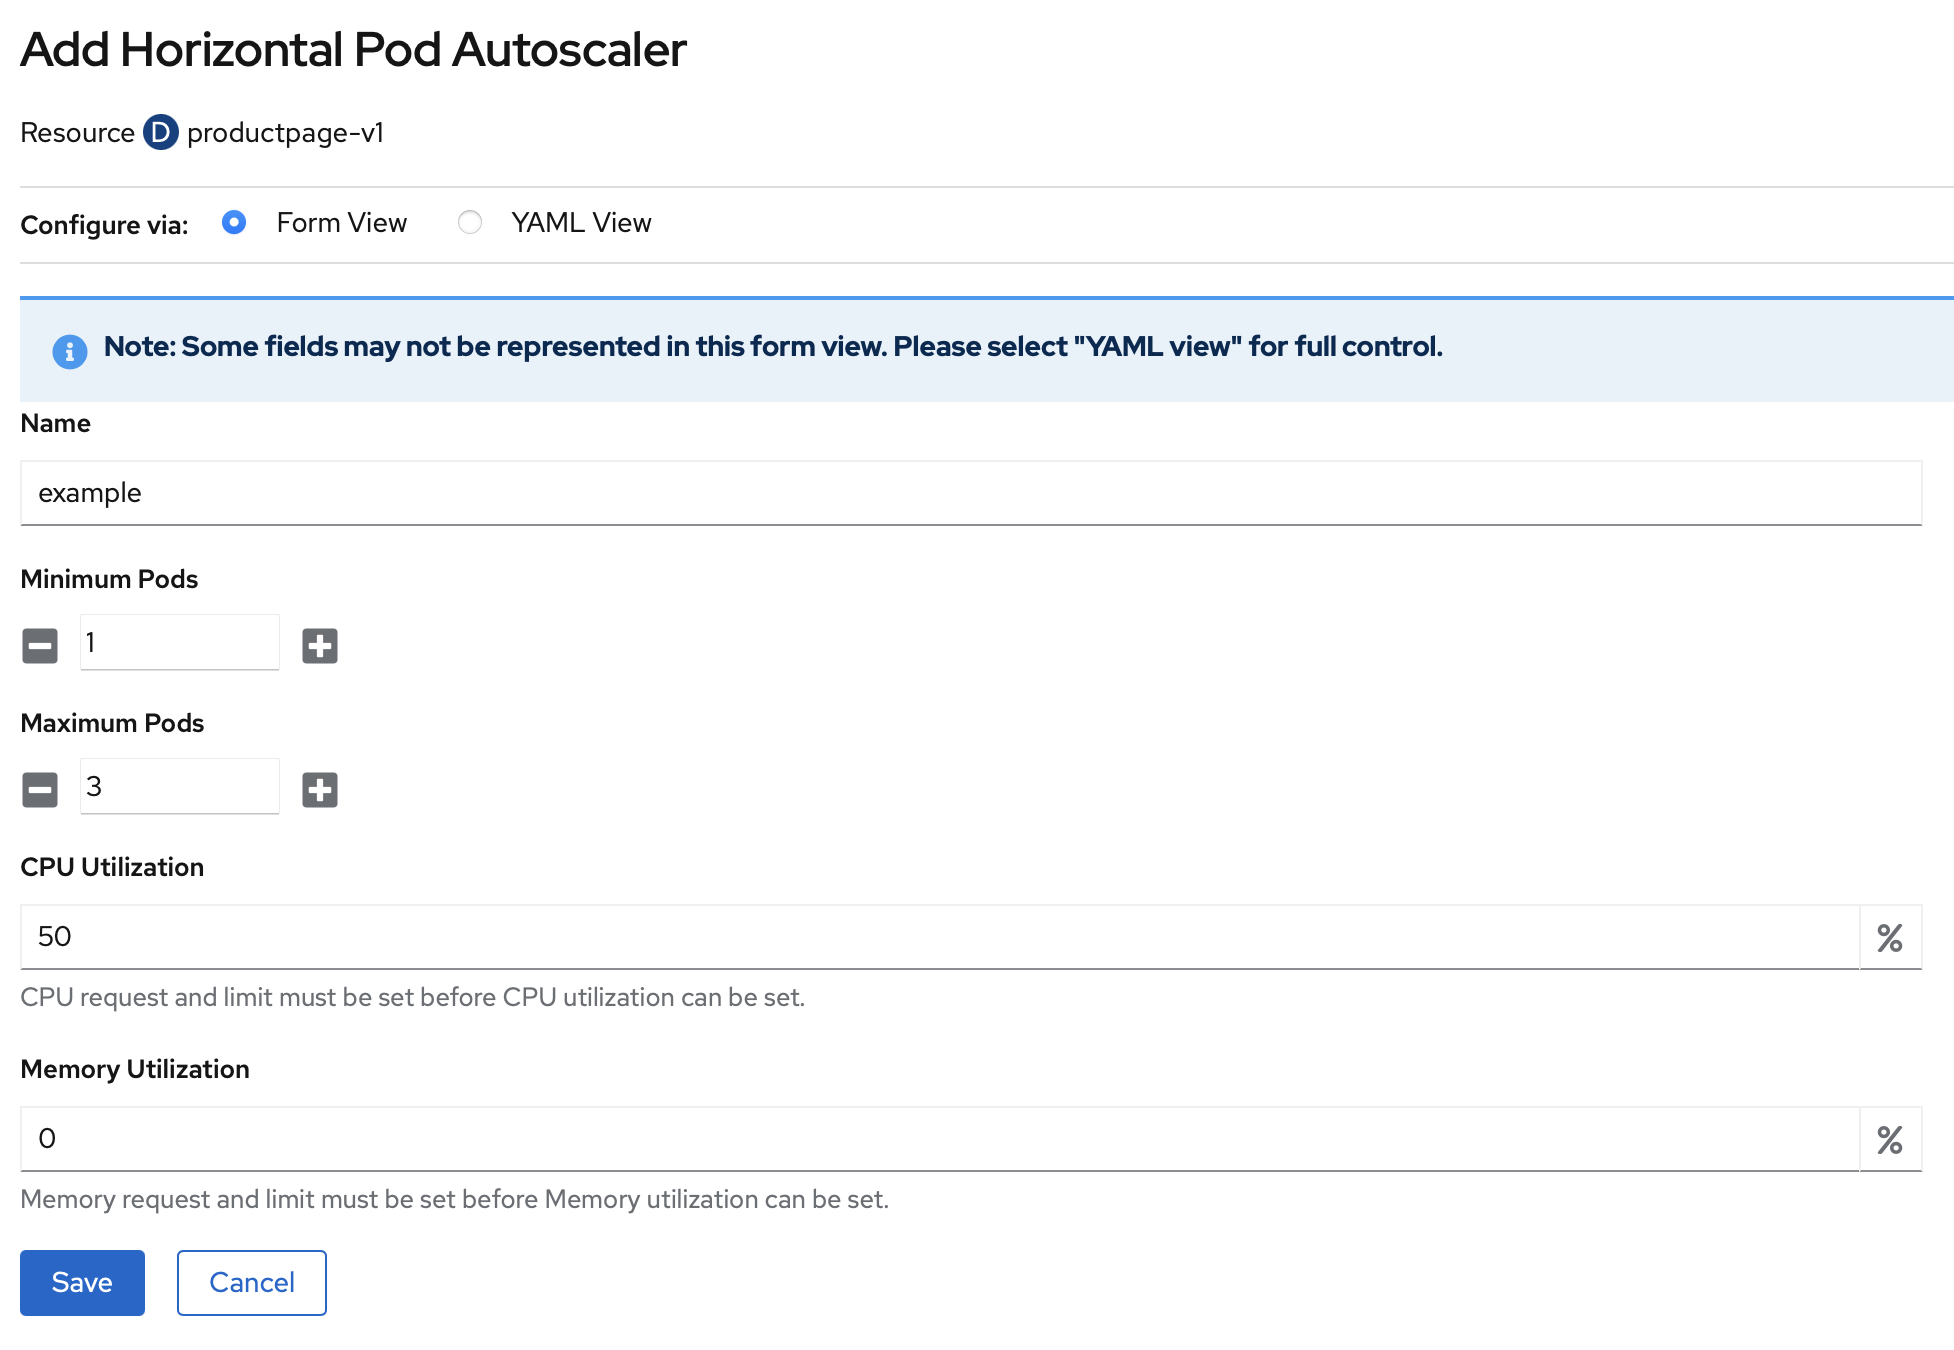 Add Horizontal Pod Autoscaler
Resource D productpage-v1
Configure via: Form View YAML View
Note: Some fields may not be represented in this form view. Please select "YAML view" for full control.
Name
example
Minimum Pods
1
Maximum Pods
3
CPU Utilization
50 %
CPU request and limit must be set before CPU utilization can be set.
Memory Utilization
0 %
Memory request and limit must be set before Memory utilization can be set.
Save Cancel